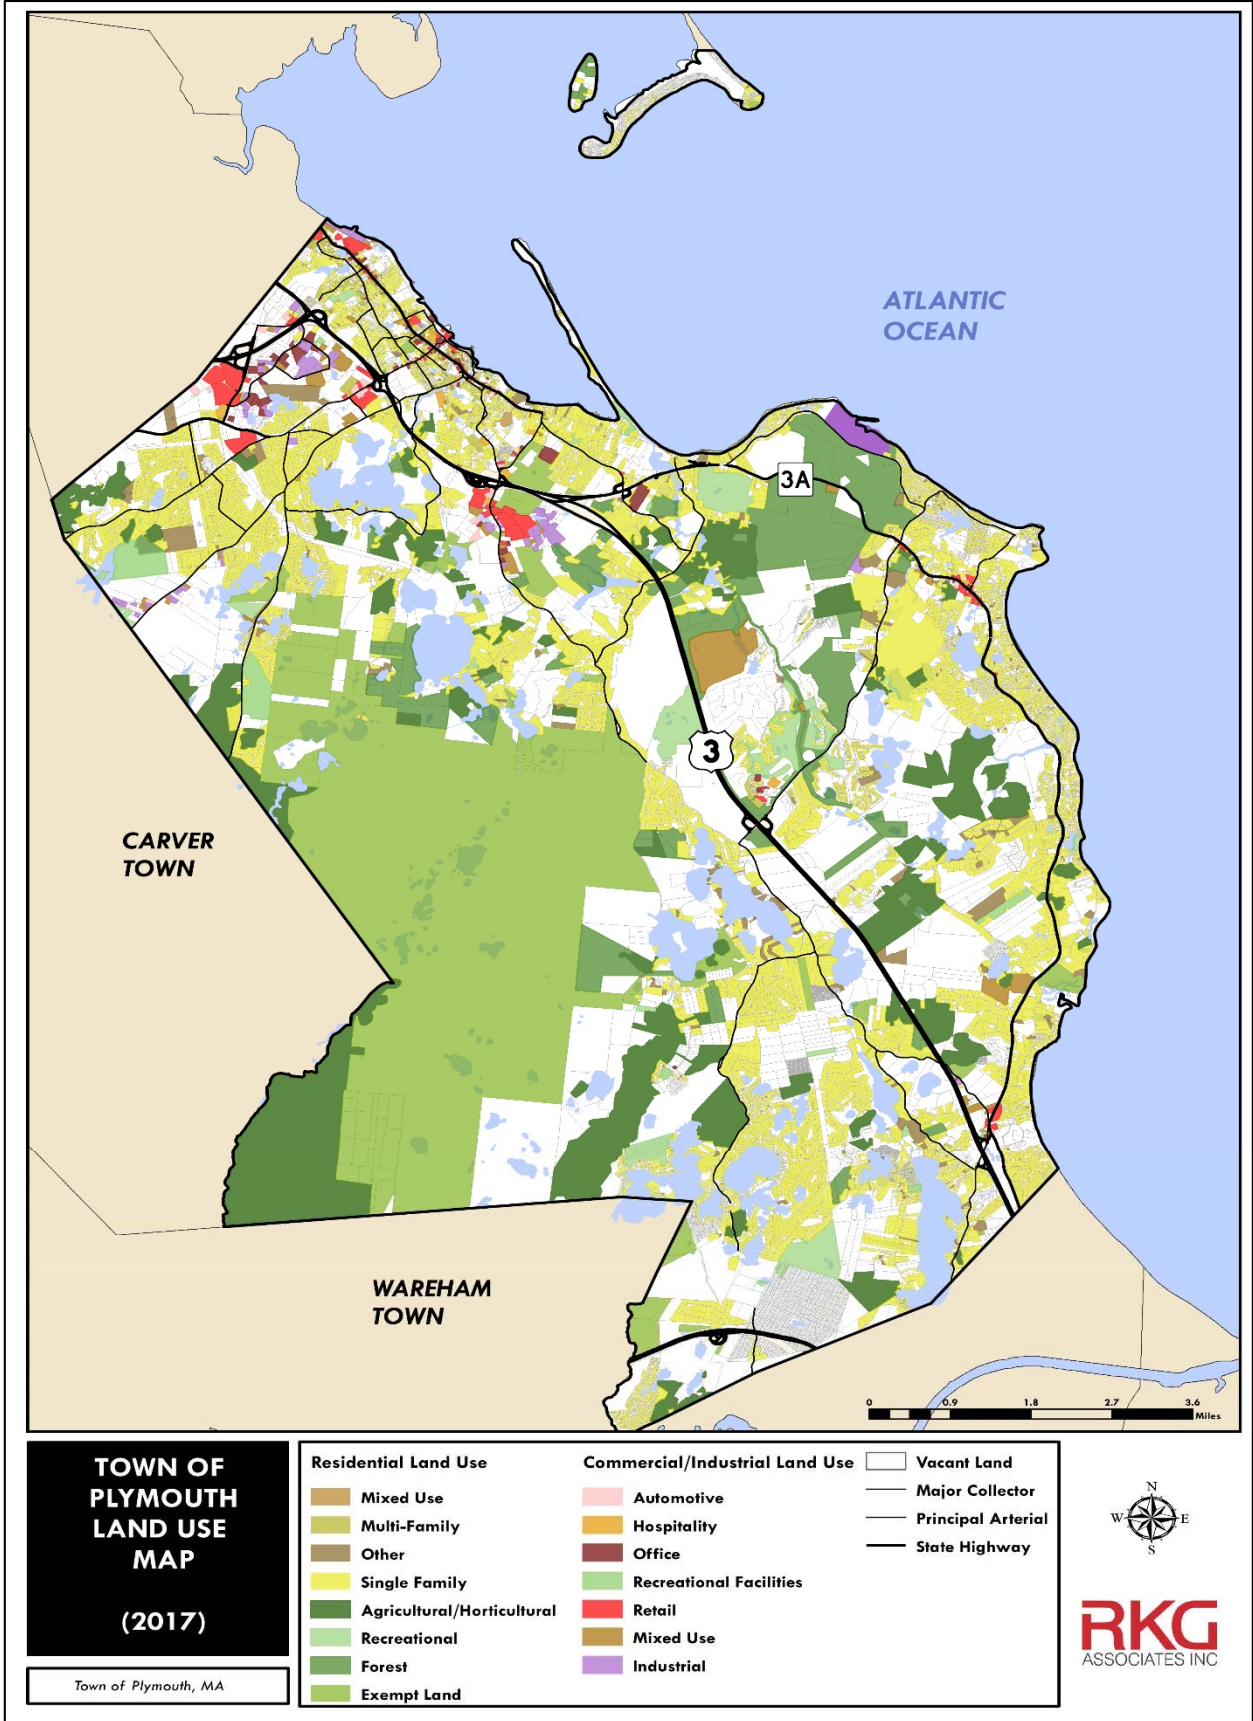 ATLANTIC
OCEAN
3A
3
CARVER
TOWN
WAREHAM
TOWN
0 0.9 1.8 2.7 3.6
Miles
TOWN OF
PLYMOUTH
LAND USE
MAP
(2017)
Town of Plymouth, MA
Residential Land Use
Mixed Use
Multi-Family
Other
Single Family
Agricultural/Horticultural
Recreational
Forest
Exempt Land
Commercial/Industrial Land Use
Automotive
Hospitality
Office
Recreational Facilities
Retail
Mixed Use
Industrial
Vacant Land
Major Collector
Principal Arterial
State Highway
N
W E
S
RKG
ASSOCIATES INC